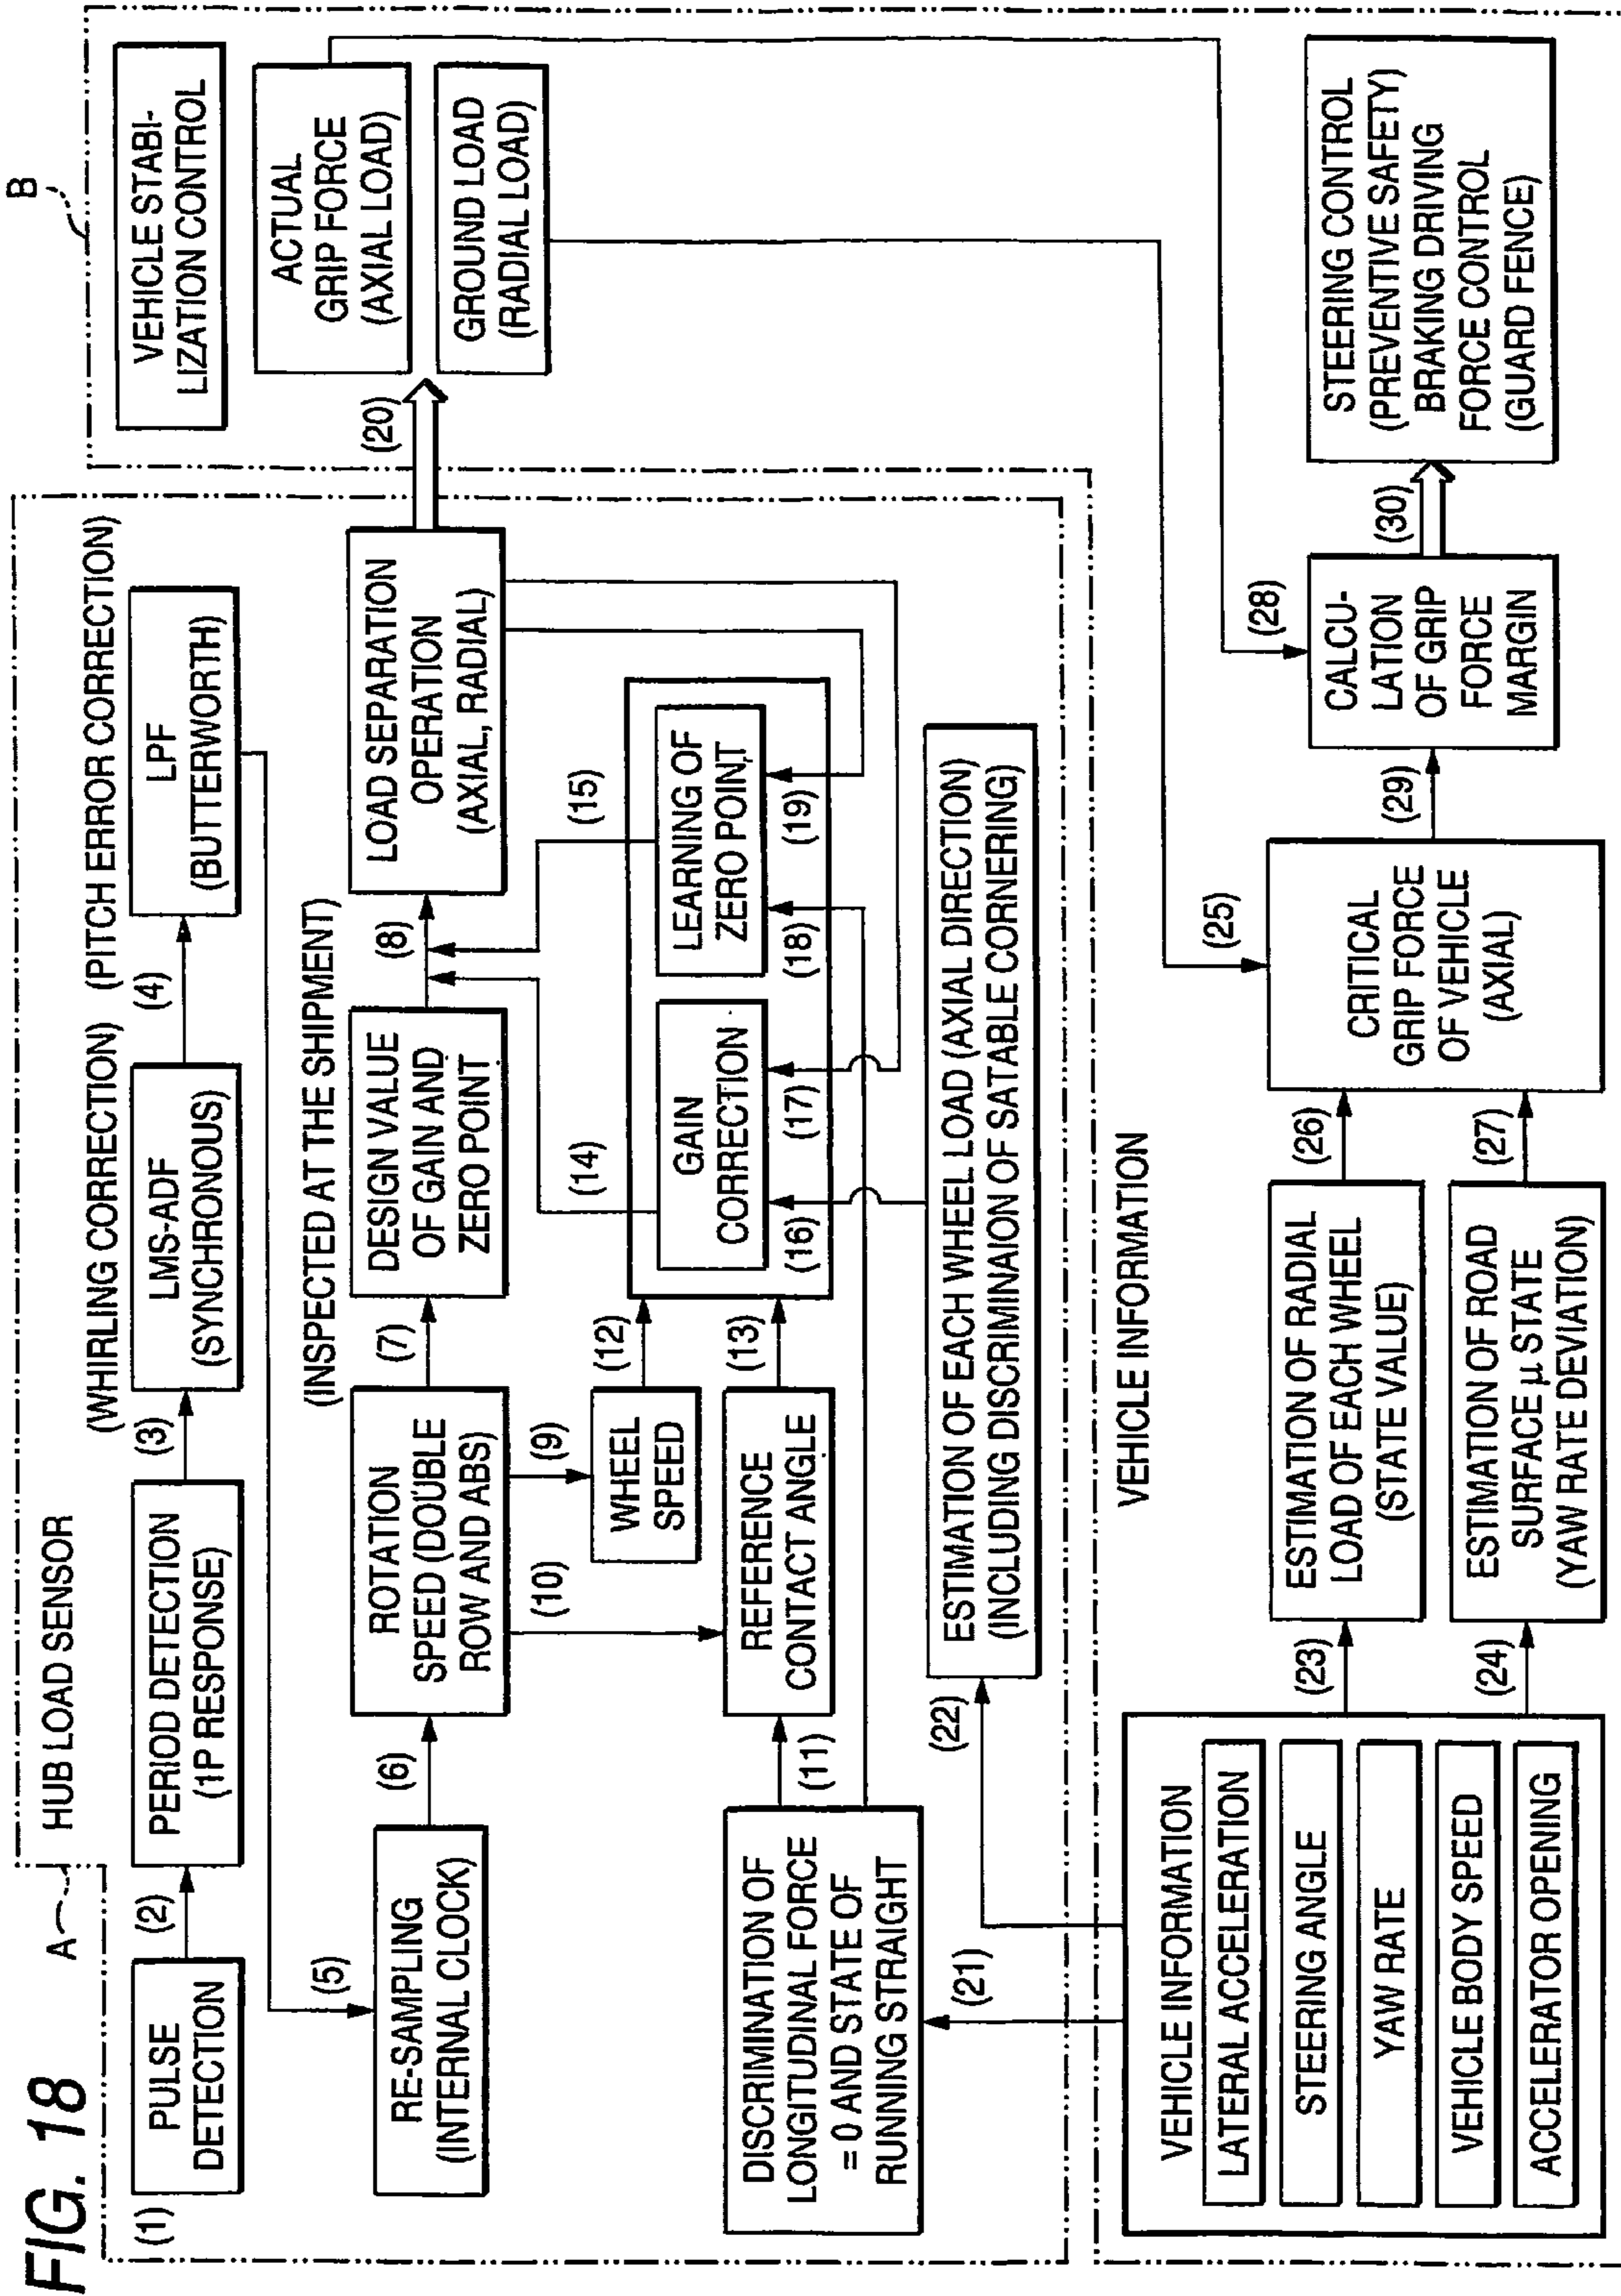 FIG. 18
A
HUB LOAD SENSOR
B
(1)
PULSE
DETECTION
(2)
PERIOD DETECTION
(1P RESPONSE)
(3)
(WHIRLING CORRECTION)
LMS-ADF
(SYNCHRONOUS)
(4)
(PITCH ERROR CORRECTION)
LPF
(BUTTERWORTH)
(5)
RE-SAMPLING
(INTERNAL CLOCK)
(6)
ROTATION
SPEED (DOUBLE
ROW AND ABS)
(7)
(INSPECTED AT THE SHIPMENT)
DESIGN VALUE
OF GAIN AND
ZERO POINT
(8)
LOAD SEPARATION
OPERATION
(AXIAL, RADIAL)
(9)
WHEEL
SPEED
(10)
REFERENCE
CONTACT ANGLE
(11)
DISCRIMINATION OF
LONGITUDINAL FORCE
= 0 AND STATE OF
RUNNING STRAIGHT
(12)
(13)
(14)
(15)
GAIN
CORRECTION
(16)
(17)
LEARNING OF
ZERO POINT
(18)
(19)
(20)
ESTIMATION OF EACH WHEEL LOAD (AXIAL DIRECTION)
(INCLUDING DISCRIMINAION OF SATABLE CORNERING)
(21)
(22)
VEHICLE STABI-
LIZATION CONTROL
ACTUAL
GRIP FORCE
(AXIAL LOAD)
GROUND LOAD
(RADIAL LOAD)
VEHICLE INFORMATION
VEHICLE INFORMATION
LATERAL ACCELERATION
STEERING ANGLE
YAW RATE
VEHICLE BODY SPEED
ACCELERATOR OPENING
(23)
(24)
ESTIMATION OF RADIAL
LOAD OF EACH WHEEL
(STATE VALUE)
ESTIMATION OF ROAD
SURFACE μ STATE
(YAW RATE DEVIATION)
(25)
(26)
(27)
CRITICAL
GRIP FORCE
OF VEHICLE
(AXIAL)
(28)
(29)
CALCU-
LATION
OF GRIP
FORCE
MARGIN
(30)
STEERING CONTROL
(PREVENTIVE SAFETY)
BRAKING DRIVING
FORCE CONTROL
(GUARD FENCE)